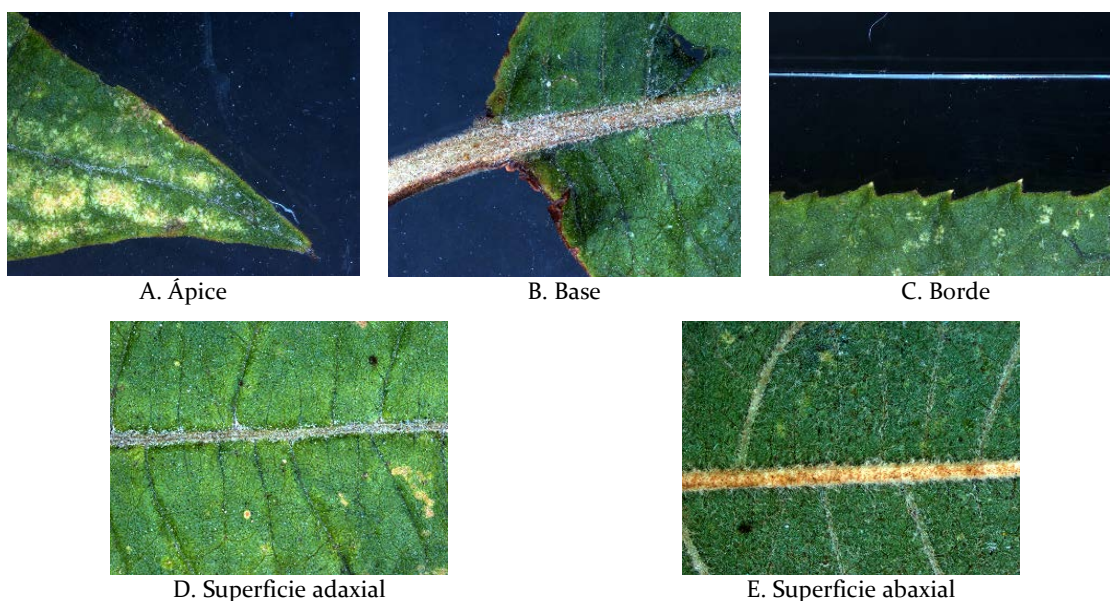 A. Ápice
B. Base
C. Borde
D. Superficie adaxial
E. Superficie abaxial